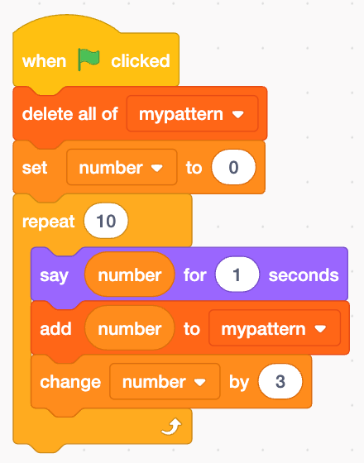 when clicked
delete all of mypattern
set number to 0
repeat 10
say number for 1 seconds
add number to mypattern
change number by 3